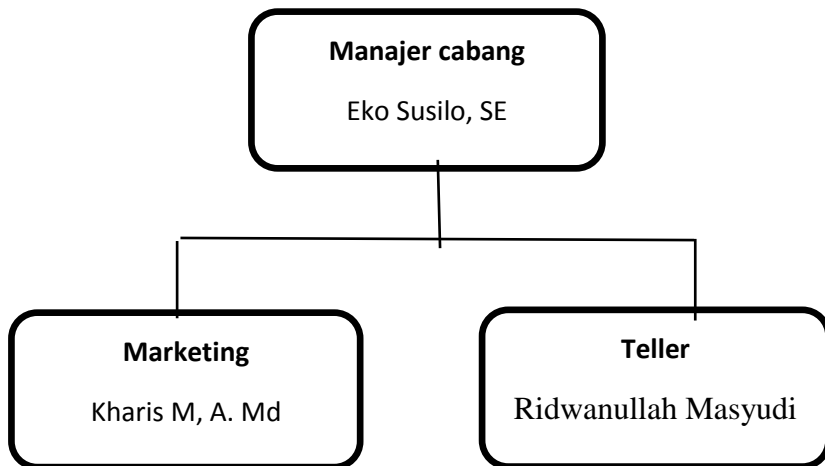 Manajer cabang
Eko Susilo, SE
Marketing
Kharis M, A. Md
Teller
Ridwanullah Masyudi